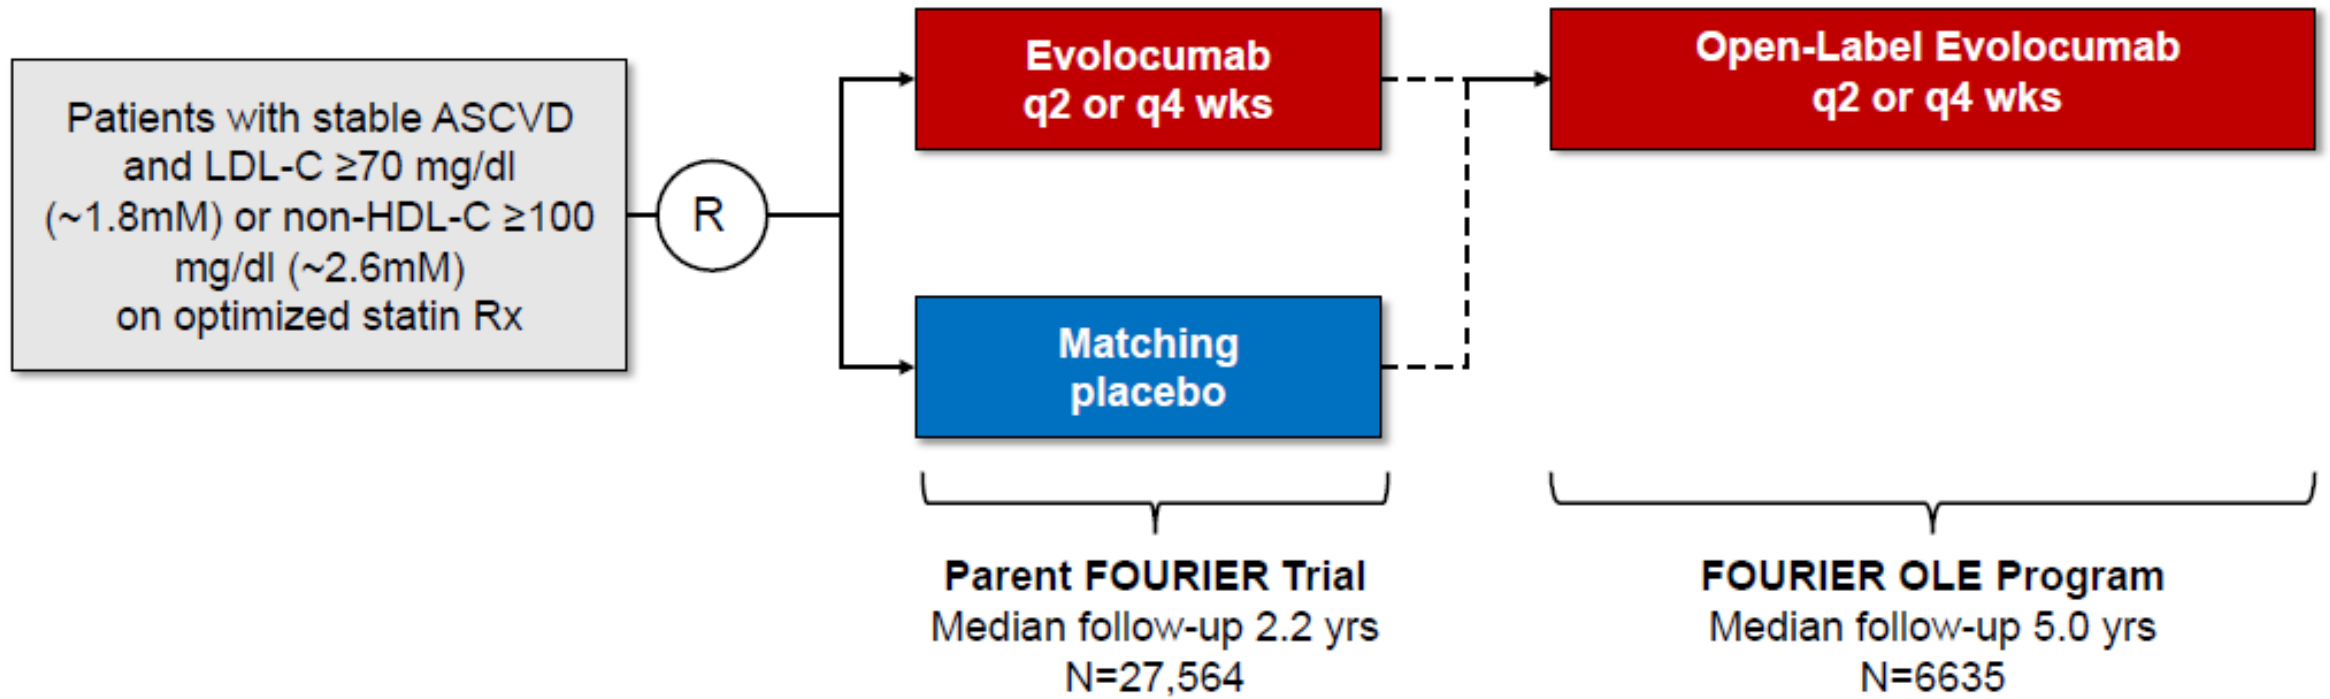 Patients with stable ASCVD
and LDL-C ≥70 mg/dl
(~1.8mM) or non-HDL-C ≥100
mg/dl (~2.6mM)
on optimized statin Rx
R
Evolocumab
q2 or q4 wks
Matching
placebo
Open-Label Evolocumab
q2 or q4 wks
Parent FOURIER Trial
Median follow-up 2.2 yrs
N=27,564
FOURIER OLE Program
Median follow-up 5.0 yrs
N=6635